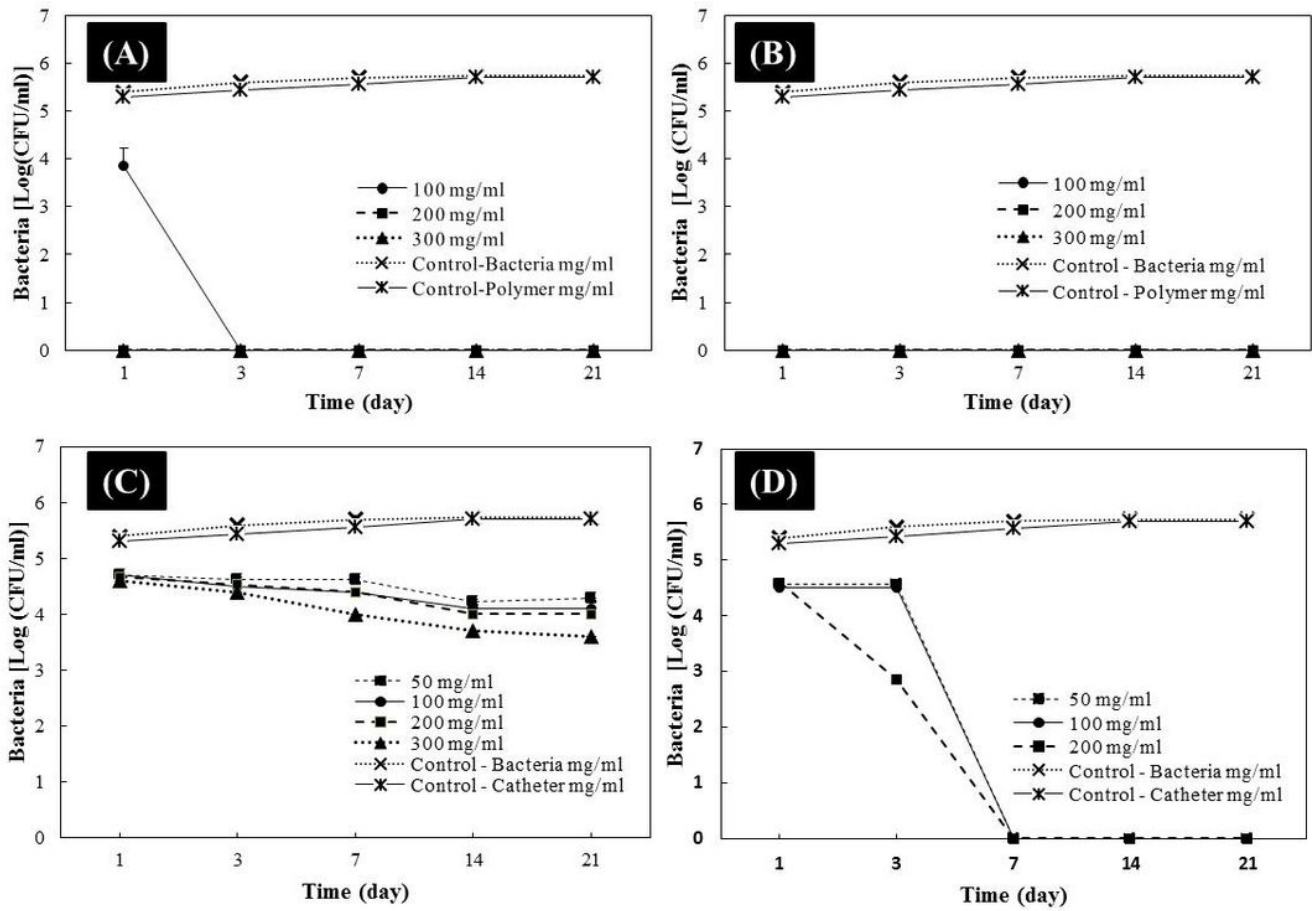 (A)
Bacteria [Log(CFU/ml)]
7
6
5
4
3
2
1
0
100 mg/ml
200 mg/ml
300 mg/ml
Control-Bacteria mg/ml
Control-Polymer mg/ml
1 3 7 14 21
Time (day)
(B)
Bacteria [Log (CFU/ml)
7
6
5
4
3
2
1
0
100 mg/ml
200 mg/ml
300 mg/ml
Control - Bacteria mg/ml
Control - Polymer mg/ml
1 3 7 14 21
Time (day)
(C)
Bacteria [Log (CFU/ml)]
7
6
5
4
3
2
1
0
50 mg/ml
100 mg/ml
200 mg/ml
300 mg/ml
Control - Bacteria mg/ml
Control - Catheter mg/ml
1 3 7 14 21
Time (day)
(D)
Bacteria [Log (CFU/ml)]
7
6
5
4
3
2
1
0
50 mg/ml
100 mg/ml
200 mg/ml
Control - Bacteria mg/ml
Control - Catheter mg/ml
1 3 7 14 21
Time (day)